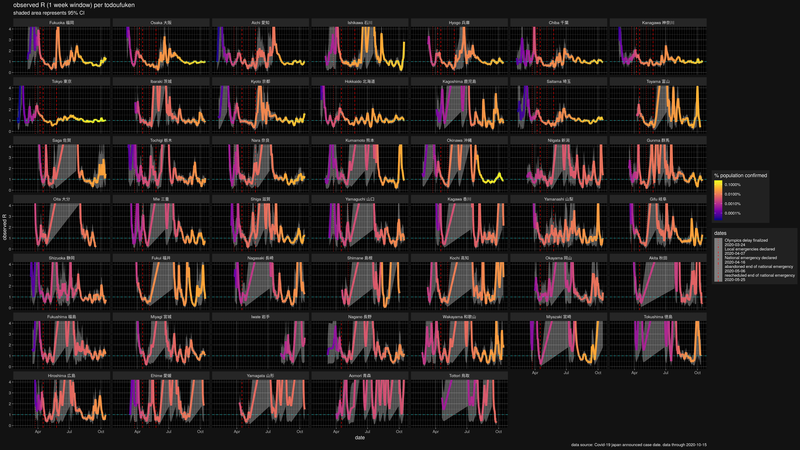 observed R (1 week window) per todoufuken
shaded area represents 95% CI
Fukuoka 福岡
Osaka 大阪
Aichi 愛知
Ishikawa 石川
Hyogo 兵庫
Chiba 千葉
Kanagawa 神奈川
Tokyo 東京
Ibaraki 茨城
Kyoto 京都
Hokkaido 北海道
Kagoshima 鹿児島
Saitama 埼玉
Toyama 富山
Saga 佐賀
Tochigi 栃木
Nara 奈良
Kumamoto 熊本
Okinawa 沖縄
Niigata 新潟
Gunma 群馬
Oita 大分
Mie 三重
Shiga 滋賀
Yamaguchi 山口
Kagawa 香川
Yamanashi 山梨
Gifu 岐阜
Shizuoka 静岡
Fukui 福井
Nagasaki 長崎
Shimane 島根
Kochi 高知
Okayama 岡山
Akita 秋田
Fukushima 福島
Miyagi 宮城
Iwate 岩手
Nagano 長野
Wakayama 和歌山
Miyazaki 宮崎
Tokushima 徳島
Hiroshima 広島
Ehime 愛媛
Yamagata 山形
Aomori 青森
Tottori 鳥取
observed R
Apr Jul Oct
date
% population confirmed
0.1000%
0.0100%
0.0010%
0.0001%
dates
Olympics delay finalized
2020-03-24
Local emergencies declared
2020-04-07
National emergency declared
2020-04-16
abandoned end of national emergency
2020-05-06
rescheduled end of national emergency
2020-05-25
data source: Covid-19 japan announced case data. data through 2020-10-15